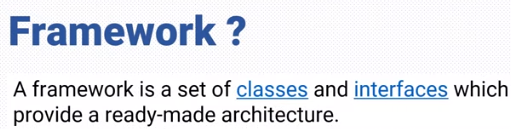 Framework ?
A framework is a set of classes and interfaces which
provide a ready-made architecture.